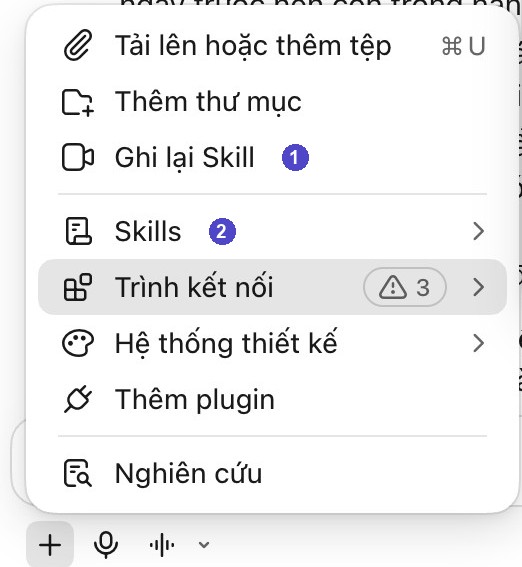 Tải lên hoặc thêm tệp ⌘ U
Thêm thư mục
Ghi lại Skill 1
Skills 2
Trình kết nối 3
Hệ thống thiết kế
Thêm plugin
Nghiên cứu